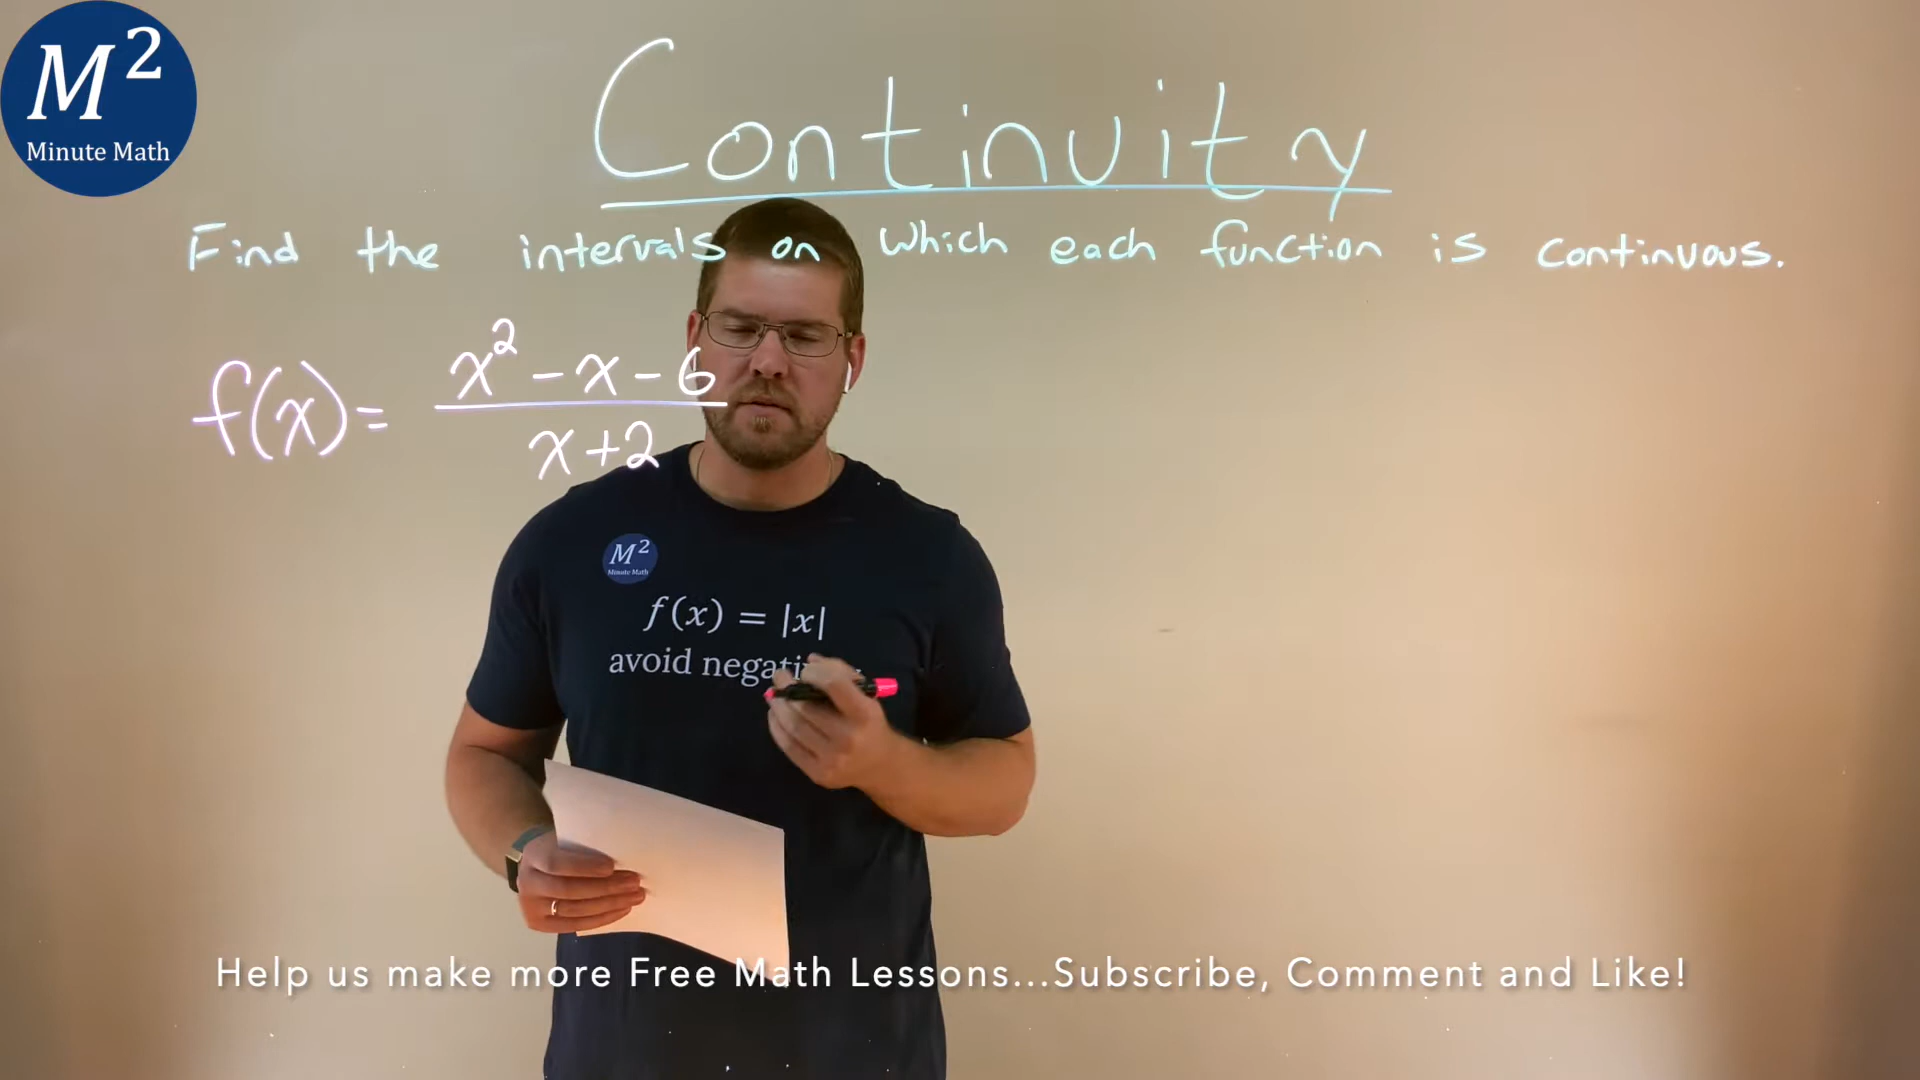 M²
Minute Math
Continuity
Find the intervals on which each function is continuous.
f(x) = (x² - x - 6) / (x + 2)
M²
Minute Math
f(x) = |x|
avoid
Help us make more Free Math Lessons...Subscribe, Comment and Like!